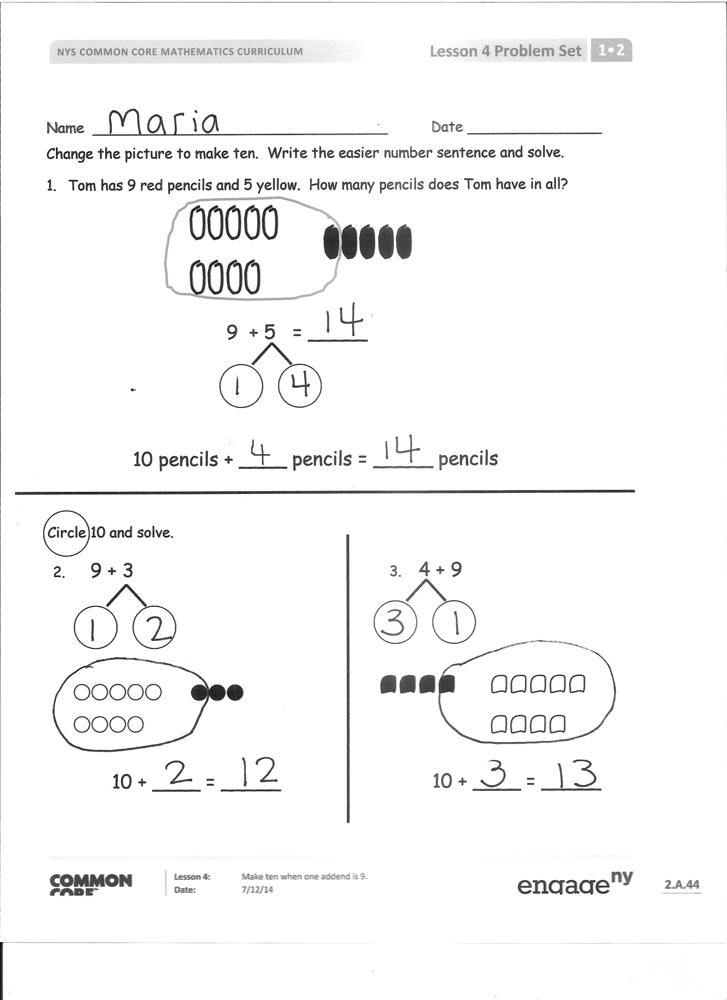 NYS COMMON CORE MATHEMATICS CURRICULUM Lesson 4 Problem Set 1•2
Name Maria Date
Change the picture to make ten. Write the easier number sentence and solve.
1. Tom has 9 red pencils and 5 yellow. How many pencils does Tom have in all?
9 + 5 = 14
1 4
10 pencils + 4 pencils = 14 pencils
Circle 10 and solve.
2. 9 + 3
1 2
10 + 2 = 12
3. 4 + 9
3 1
10 + 3 = 13
COMMON
CORE™
Lesson 4: Make ten when one addend is 9.
Date: 7/12/14
engage ny
2.A.44